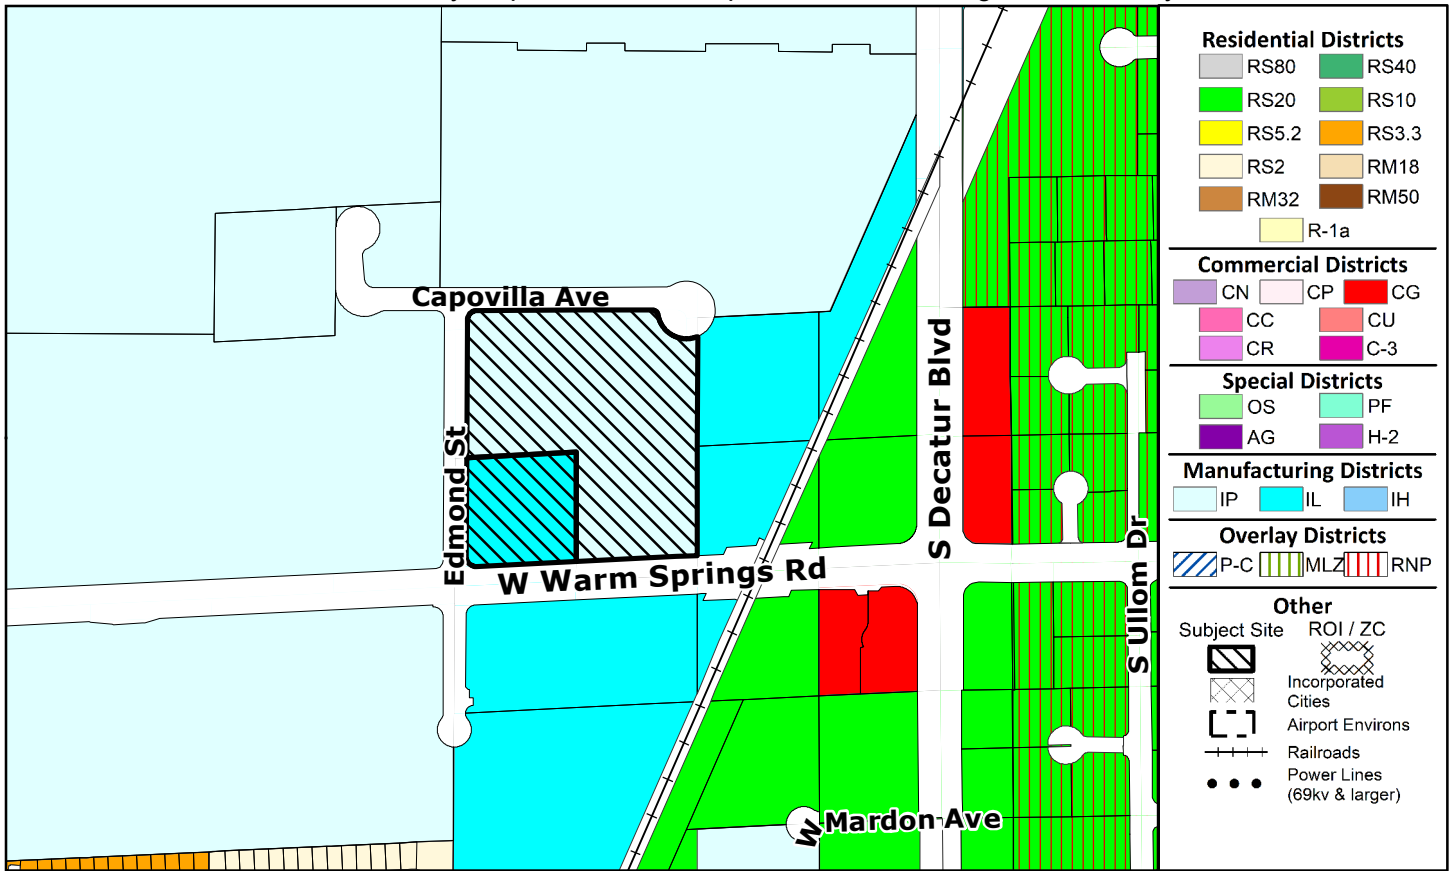 Capovilla Ave
Edmond St
W Warm Springs Rd
S Decatur Blvd
S Ullom Dr
W Mardon Ave
Residential Districts
RS80 RS40
RS20 RS10
RS5.2 RS3.3
RS2 RM18
RM32 RM50
R-1a
Commercial Districts
CN CP CG
CC CU
CR C-3
Special Districts
OS PF
AG H-2
Manufacturing Districts
IP IL IH
Overlay Districts
P-C MLZ RNP
Other
Subject Site ROI / ZC
Incorporated
Cities
Airport Environs
Railroads
Power Lines
(69kv & larger)